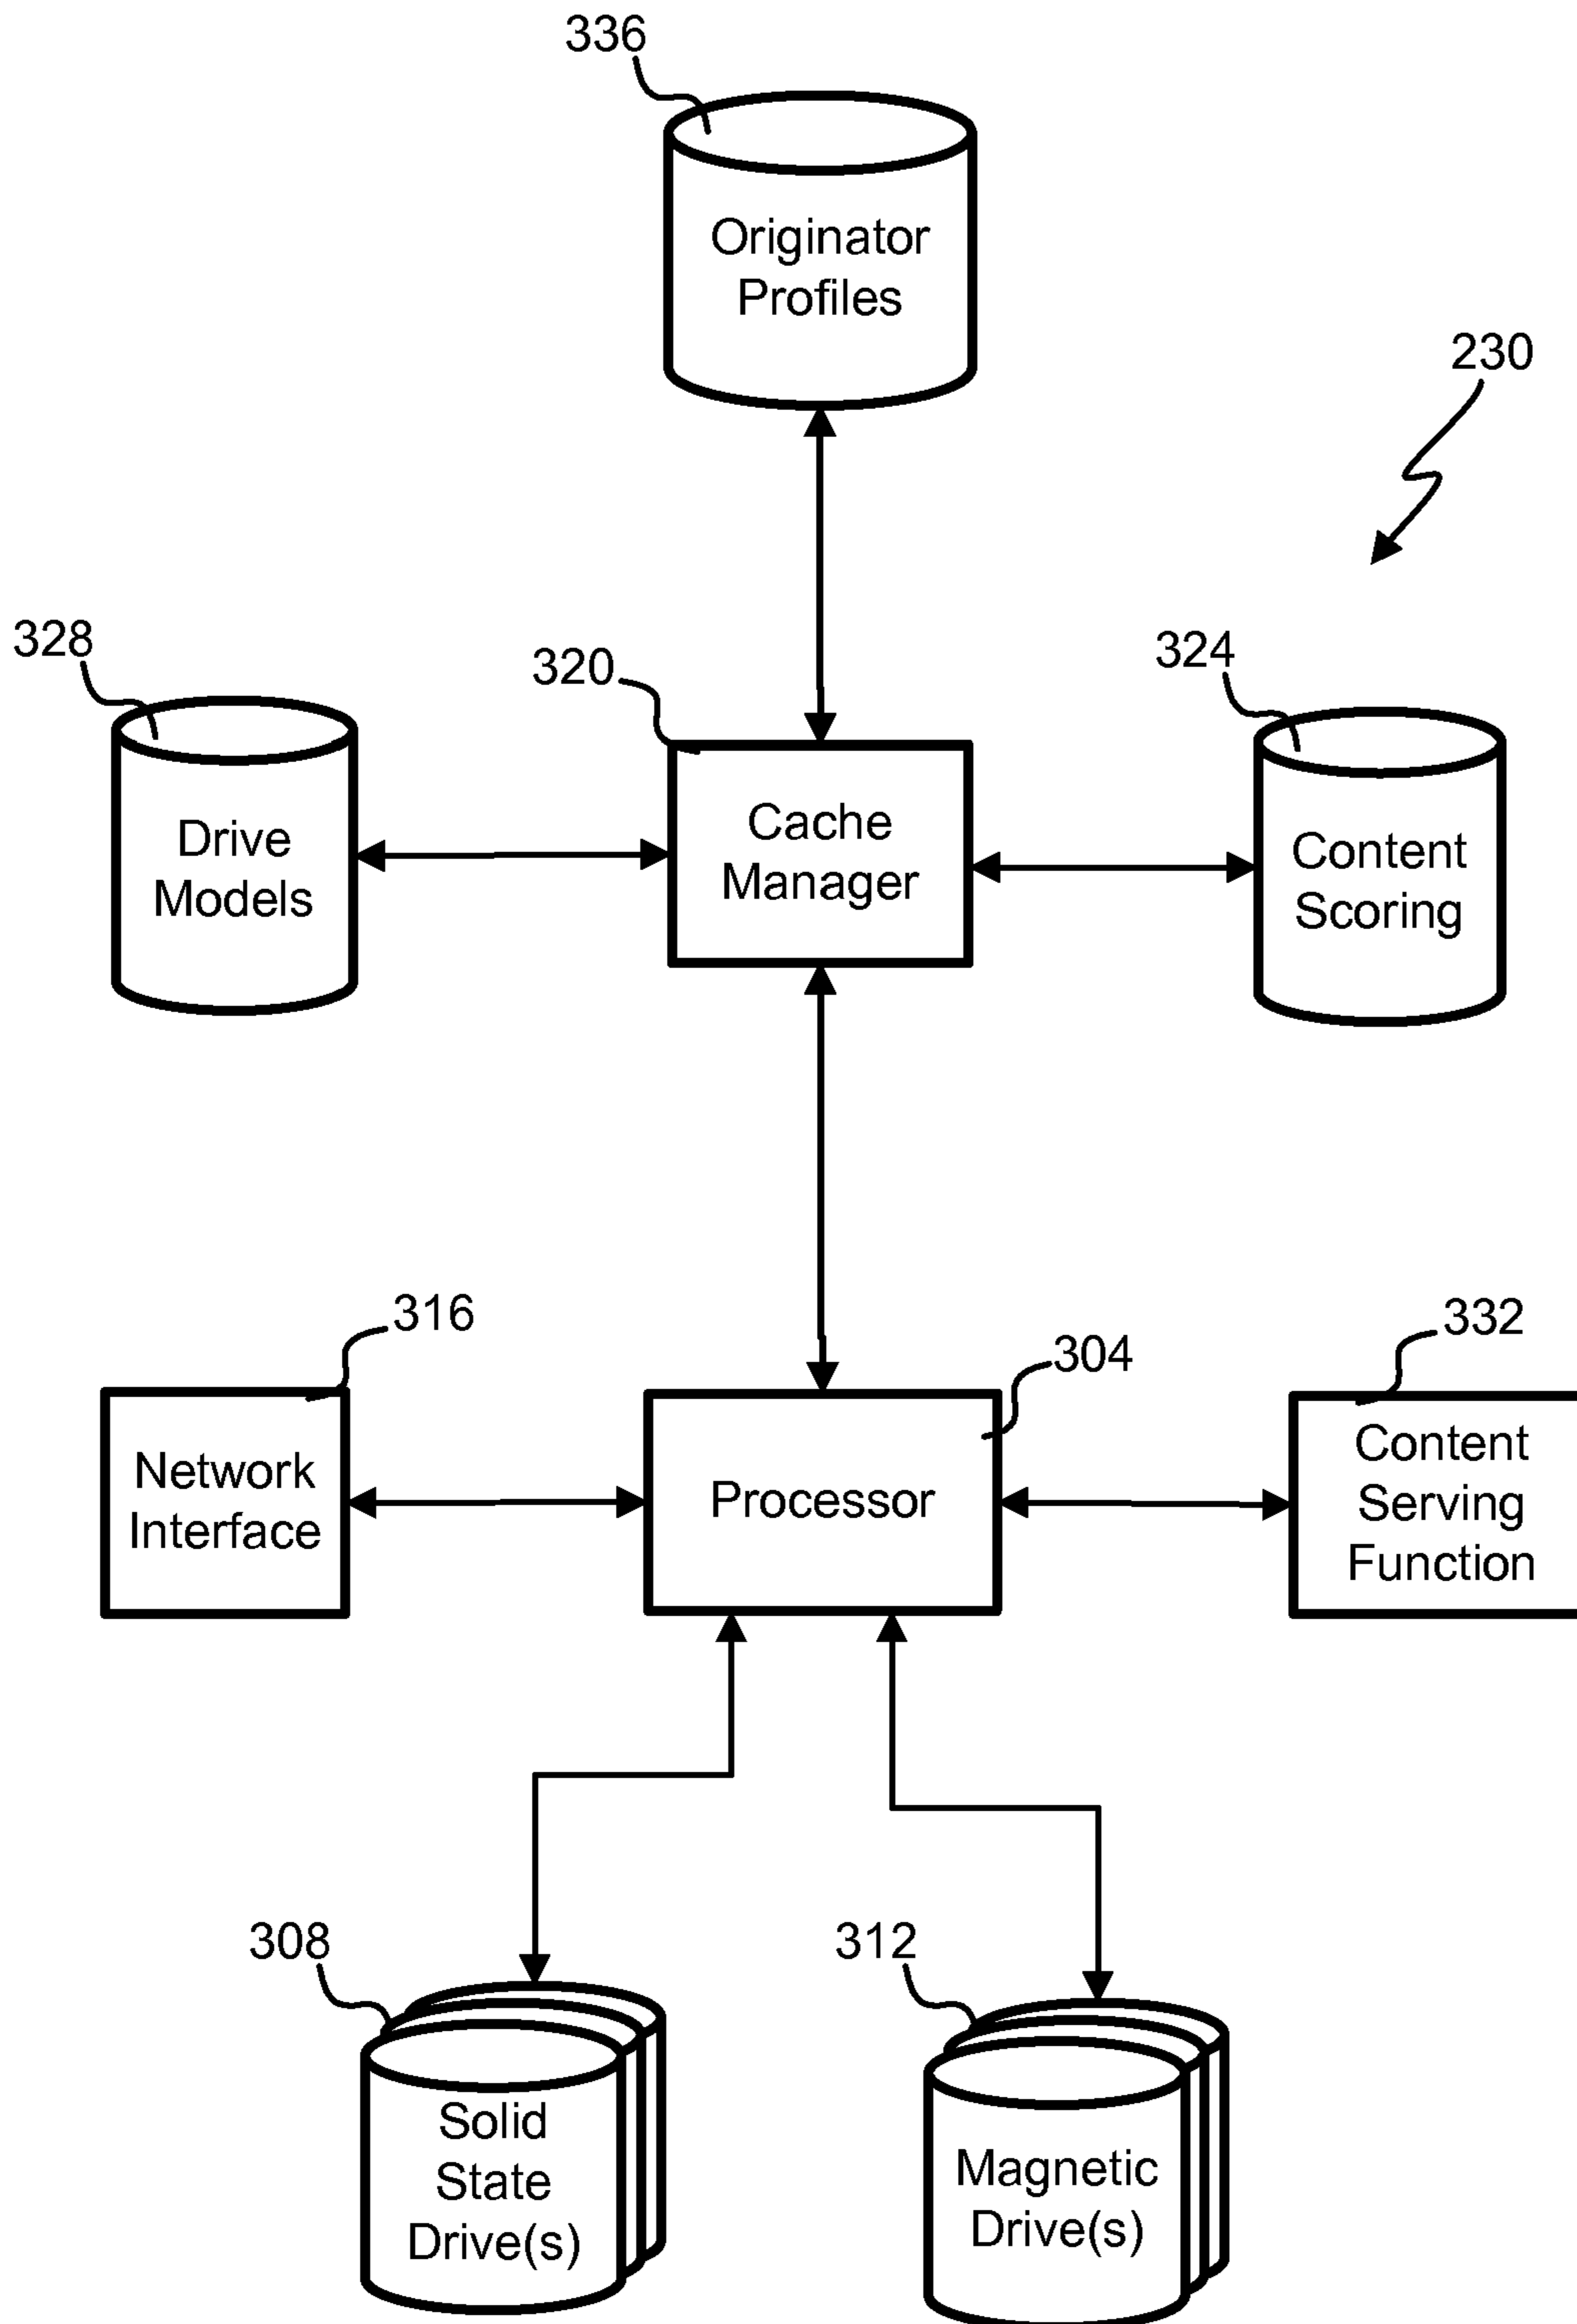 336
Originator
Profiles
230
328
320
324
Drive
Models
Cache
Manager
Content
Scoring
316
304
332
Network
Interface
Processor
Content
Serving
Function
308
312
Solid
State
Drive(s)
Magnetic
Drive(s)